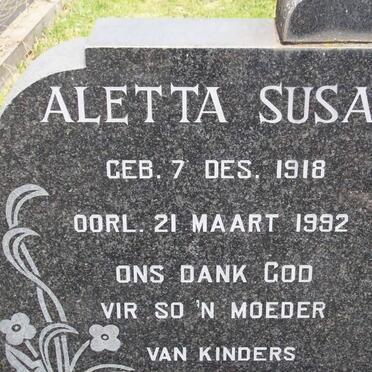 ALETTA SUSA
GEB. 7 DES. 1918
OORL. 21 MAART 1992
ONS DANK GOD
VIR SO 'N MOEDER
VAN KINDERS